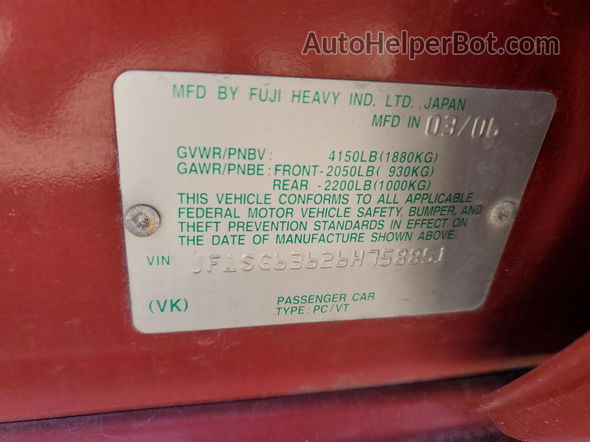 AutoHelperBot.com
MFD BY FUJI HEAVY IND. LTD. JAPAN
MFD IN 03/06
GVWR/PNBV: 4150LB(1880KG)
GAWR/PNBE: FRONT-2050LB( 930KG)
REAR -2200LB(1000KG)
THIS VEHICLE CONFORMS TO ALL APPLICABLE
FEDERAL MOTOR VEHICLE SAFETY, BUMPER, AND
THEFT PREVENTION STANDARDS IN EFFECT ON
THE DATE OF MANUFACTURE SHOWN ABOVE.
VIN JF1SG63626H758851
(VK) PASSENGER CAR
TYPE: PC/VT